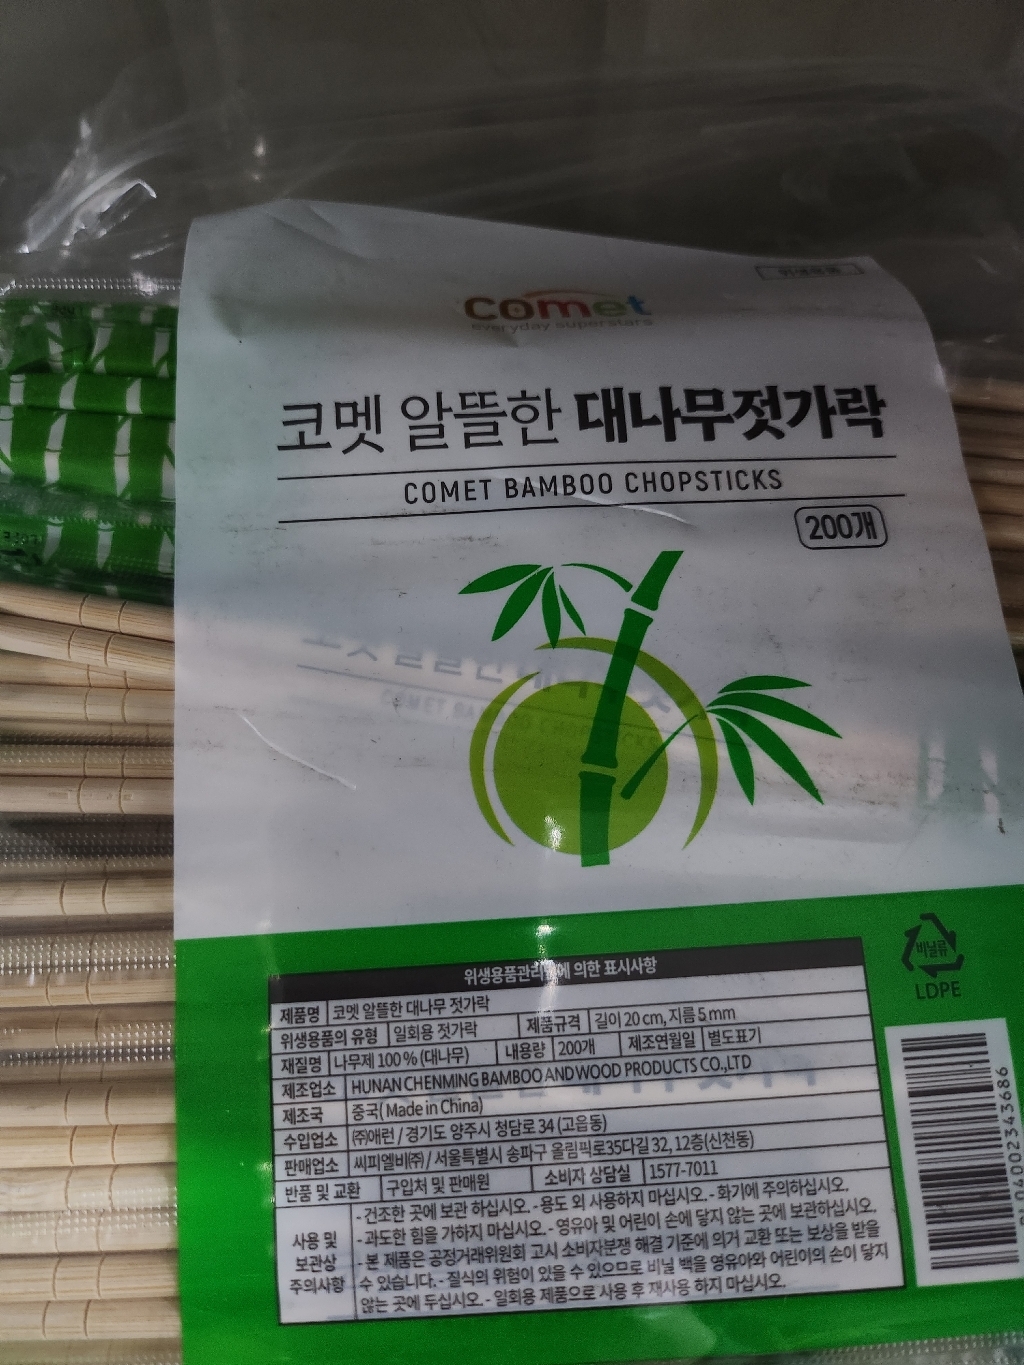 위생용품
comet
everyday superstars
코멧 알뜰한 대나무젓가락
COMET BAMBOO CHOPSTICKS
200개
비닐류
LDPE
위생용품관리법에 의한 표시사항
제품명 코멧 알뜰한 대나무 젓가락
위생용품의 유형 일회용 젓가락 제품규격 길이 20 cm, 지름 5 mm
재질명 나무제 100 % (대나무) 내용량 200개 제조연월일 별도표기
제조업소 HUNAN CHENMING BAMBOO AND WOOD PRODUCTS CO.,LTD
제조국 중국( Made in China)
수입업소 ㈜애런 / 경기도 양주시 청담로 34 (고읍동)
판매업소 씨피엘비㈜ / 서울특별시 송파구 올림픽로35다길 32, 12층(신천동)
반품 및 교환 구입처 및 판매원 소비자 상담실 1577-7011
사용 및 보관상 주의사항
- 건조한 곳에 보관 하십시오. - 용도 외 사용하지 마십시오. - 화기에 주의하십시오.
- 과도한 힘을 가하지 마십시오. - 영유아 및 어린이 손에 닿지 않는 곳에 보관하십시오.
- 본 제품은 공정거래위원회 고시 소비자분쟁 해결 기준에 의거 교환 또는 보상을 받을
수 있습니다. - 질식의 위험이 있을 수 있으므로 비닐 백을 영유아와 어린이의 손이 닿지
않는 곳에 두십시오. - 일회용 제품으로 사용 후 재사용 하지 마십시오.